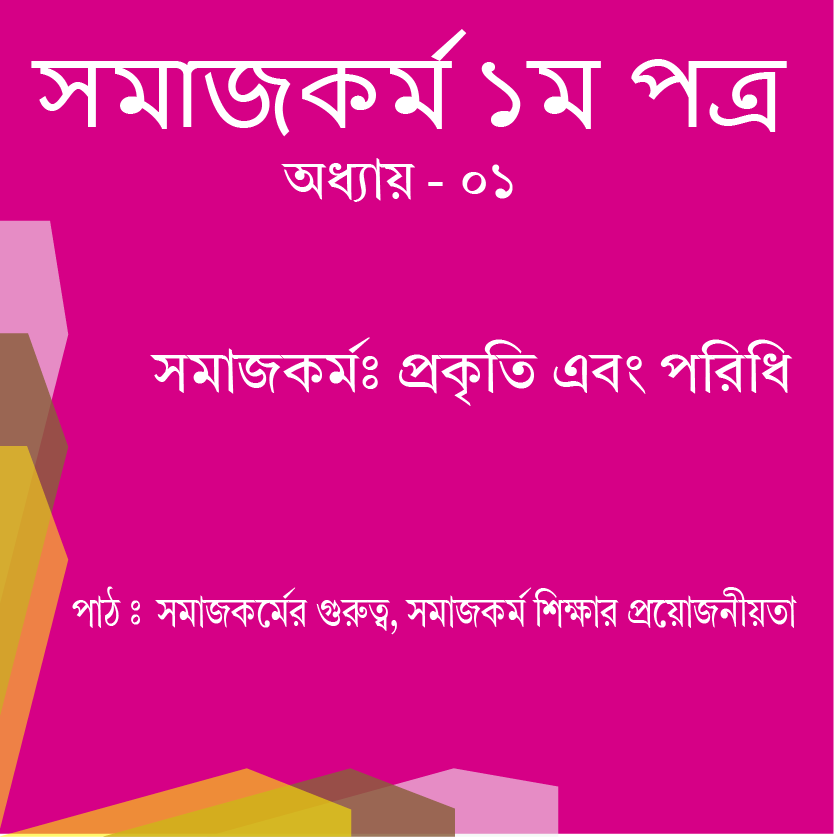 সমাজকর্ম ১ম পত্র
অধ্যায় - ০১
সমাজকর্মঃ প্রকৃতি এবং পরিধি
পাঠ ঃ সমাজকর্মের গুরুত্ব, সমাজকর্ম শিক্ষার প্রয়োজনীয়তা